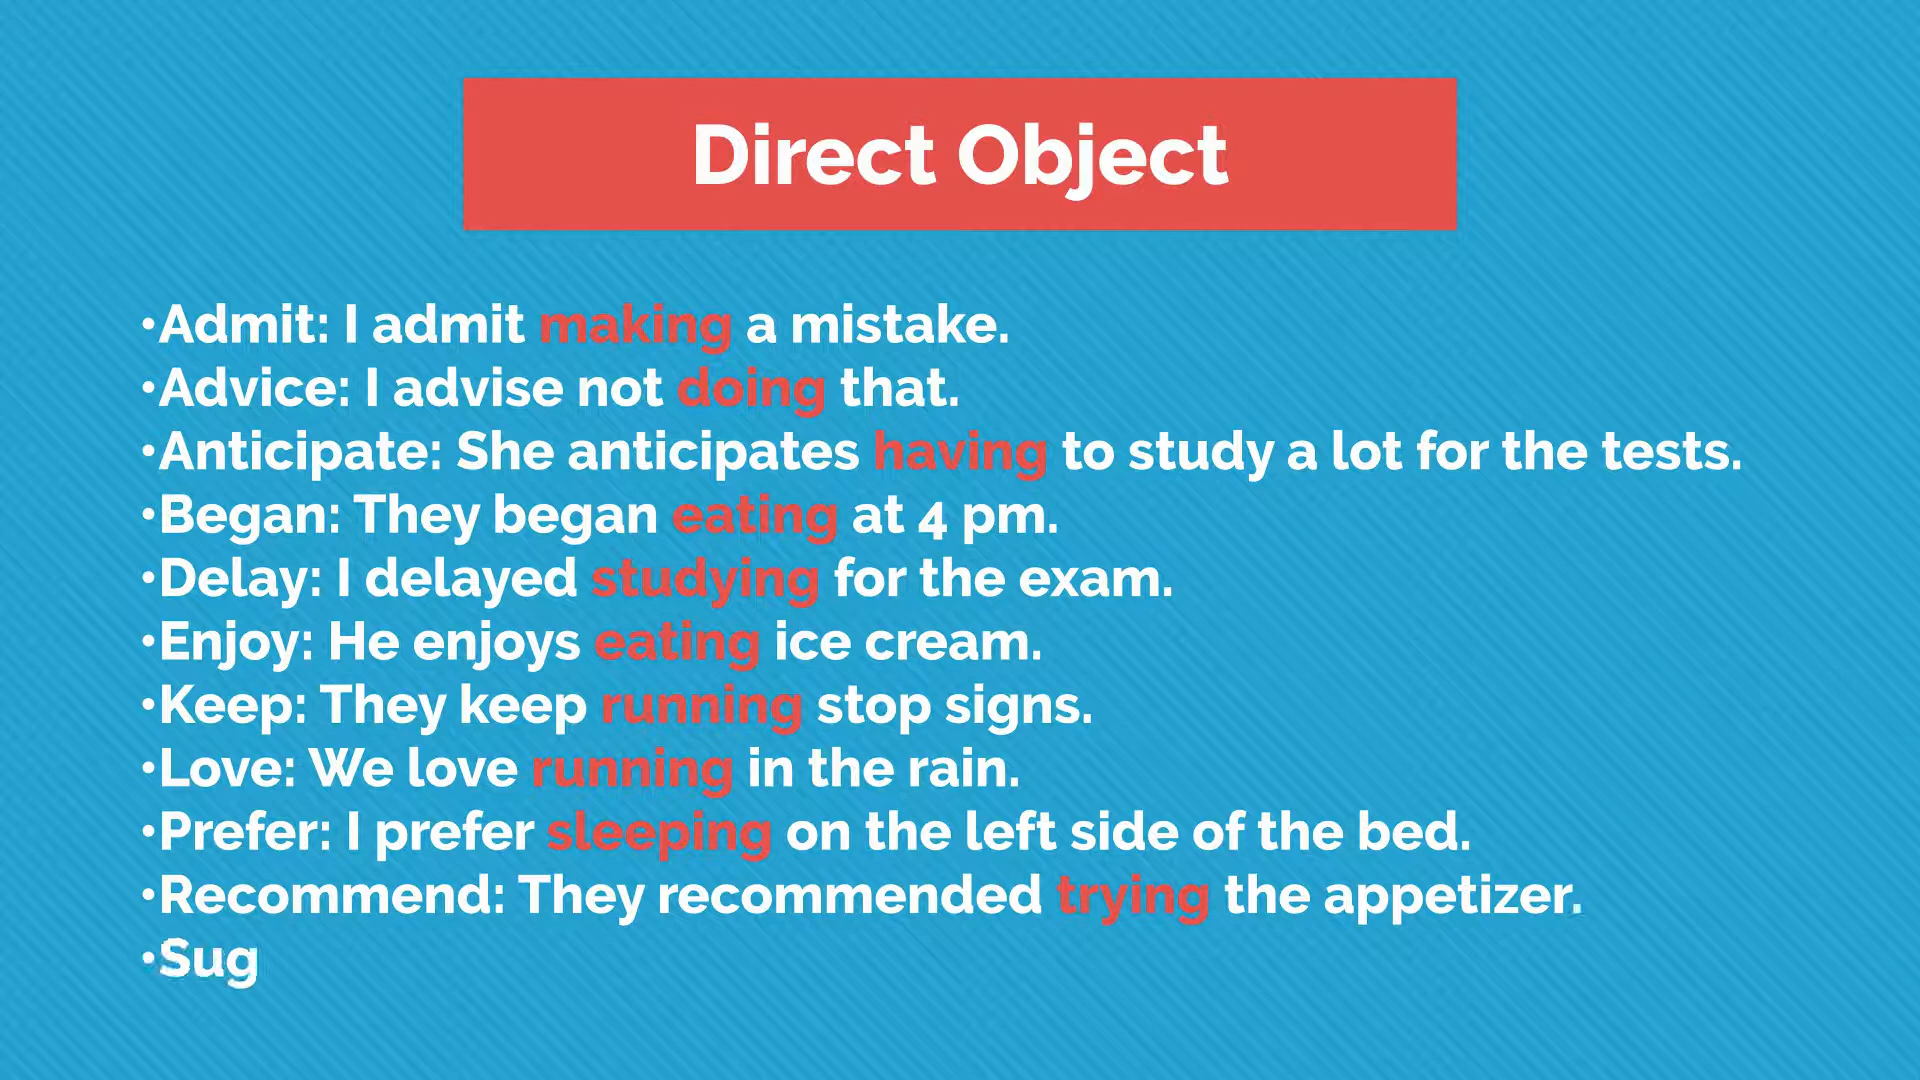 Direct Object
•Admit: I admit making a mistake.
•Advice: I advise not doing that.
•Anticipate: She anticipates having to study a lot for the tests.
•Began: They began eating at 4 pm.
•Delay: I delayed studying for the exam.
•Enjoy: He enjoys eating ice cream.
•Keep: They keep running stop signs.
•Love: We love running in the rain.
•Prefer: I prefer sleeping on the left side of the bed.
•Recommend: They recommended trying the appetizer.
•Sug